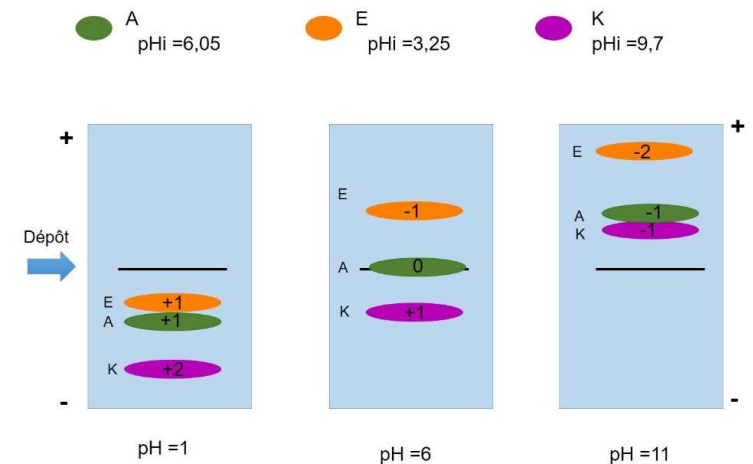 A
pHi =6,05
E
pHi =3,25
K
pHi =9,7
+
Dépôt
E +1
A +1
K +2
-
pH =1
E -1
A 0
K +1
pH =6
+
E -2
A -1
K -1
-
pH =11